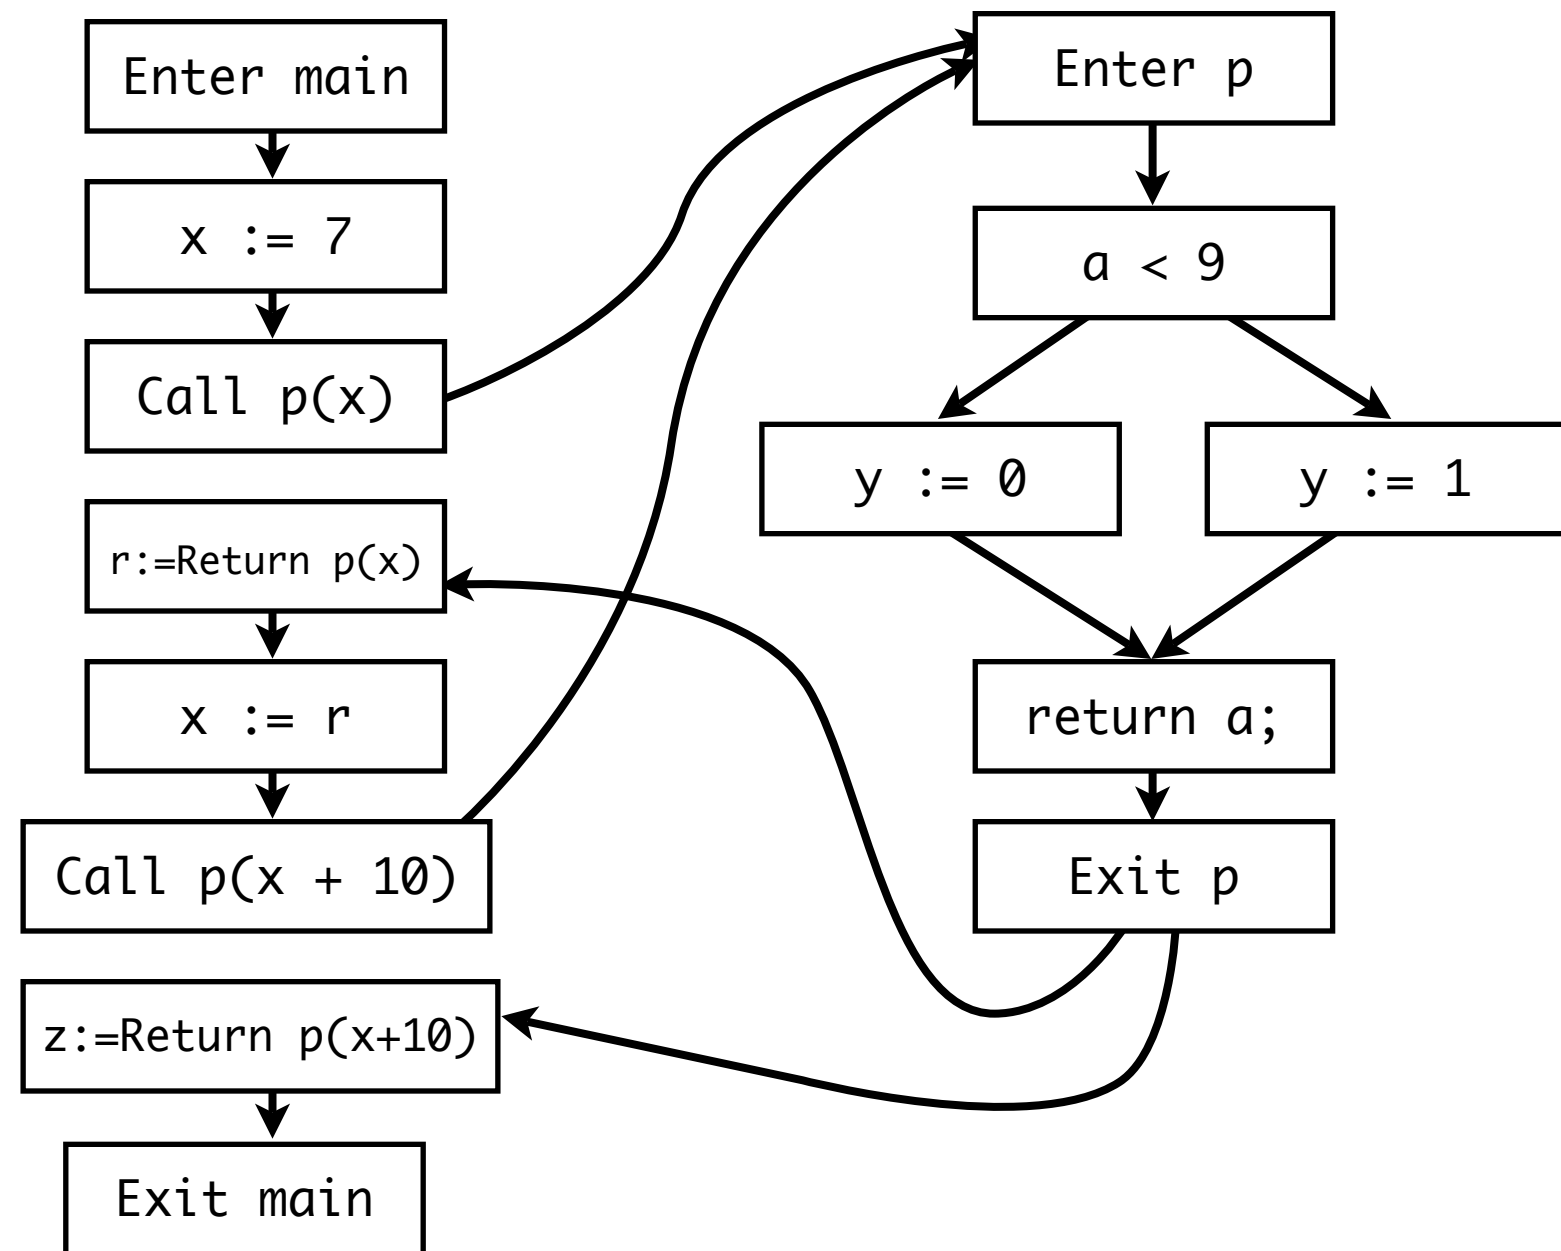 Enter main
x := 7
Call p(x)
r:=Return p(x)
x := r
Call p(x + 10)
z:=Return p(x+10)
Exit main
Enter p
a < 9
y := 0
y := 1
return a;
Exit p